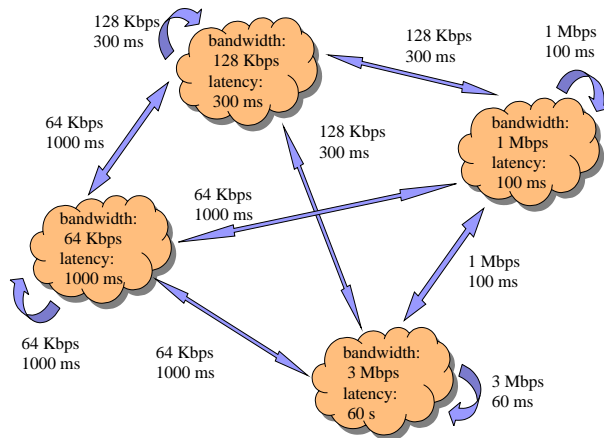 128 Kbps
300 ms
bandwidth:
128 Kbps
latency:
300 ms
128 Kbps
300 ms
1 Mbps
100 ms
64 Kbps
1000 ms
128 Kbps
300 ms
bandwidth:
1 Mbps
latency:
100 ms
64 Kbps
1000 ms
bandwidth:
64 Kbps
latency:
1000 ms
1 Mbps
100 ms
64 Kbps
1000 ms
64 Kbps
1000 ms
bandwidth:
3 Mbps
latency:
60 s
3 Mbps
60 ms